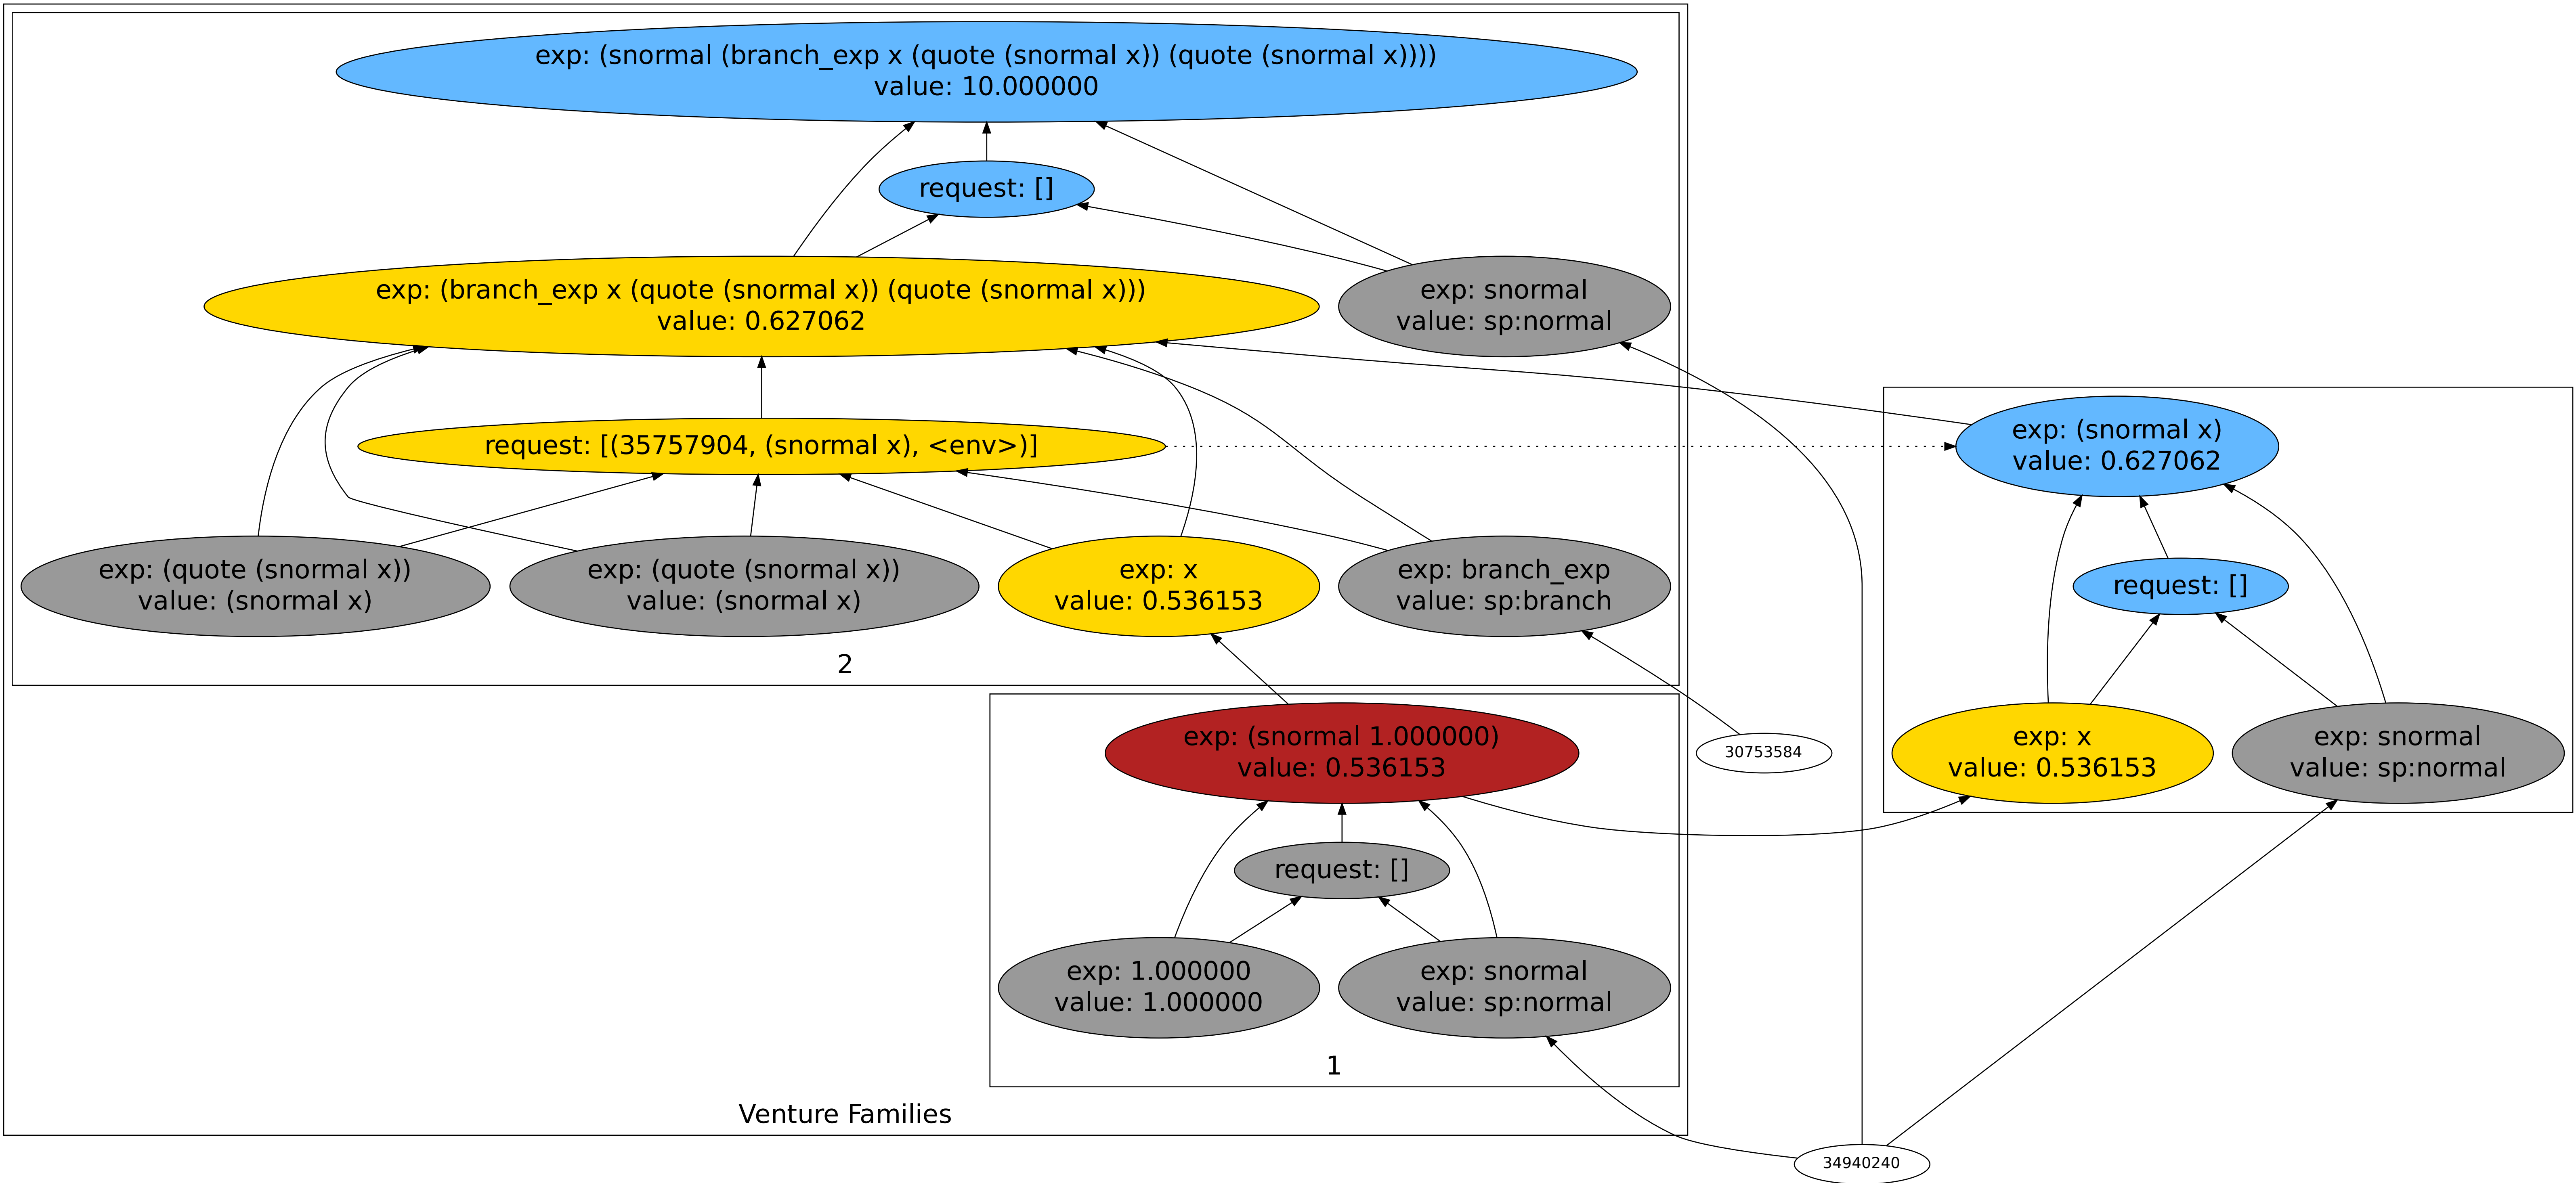 exp: (snormal (branch_exp x (quote (snormal x)) (quote (snormal x))))
value: 10.000000
request: []
exp: (branch_exp x (quote (snormal x)) (quote (snormal x)))
value: 0.627062
exp: snormal
value: sp:normal
request: [(35757904, (snormal x), <env>)]
exp: (snormal x)
value: 0.627062
exp: (quote (snormal x))
value: (snormal x)
exp: (quote (snormal x))
value: (snormal x)
exp: x
value: 0.536153
exp: branch_exp
value: sp:branch
request: []
2
exp: (snormal 1.000000)
value: 0.536153
30753584
exp: x
value: 0.536153
exp: snormal
value: sp:normal
request: []
exp: 1.000000
value: 1.000000
exp: snormal
value: sp:normal
1
Venture Families
34940240